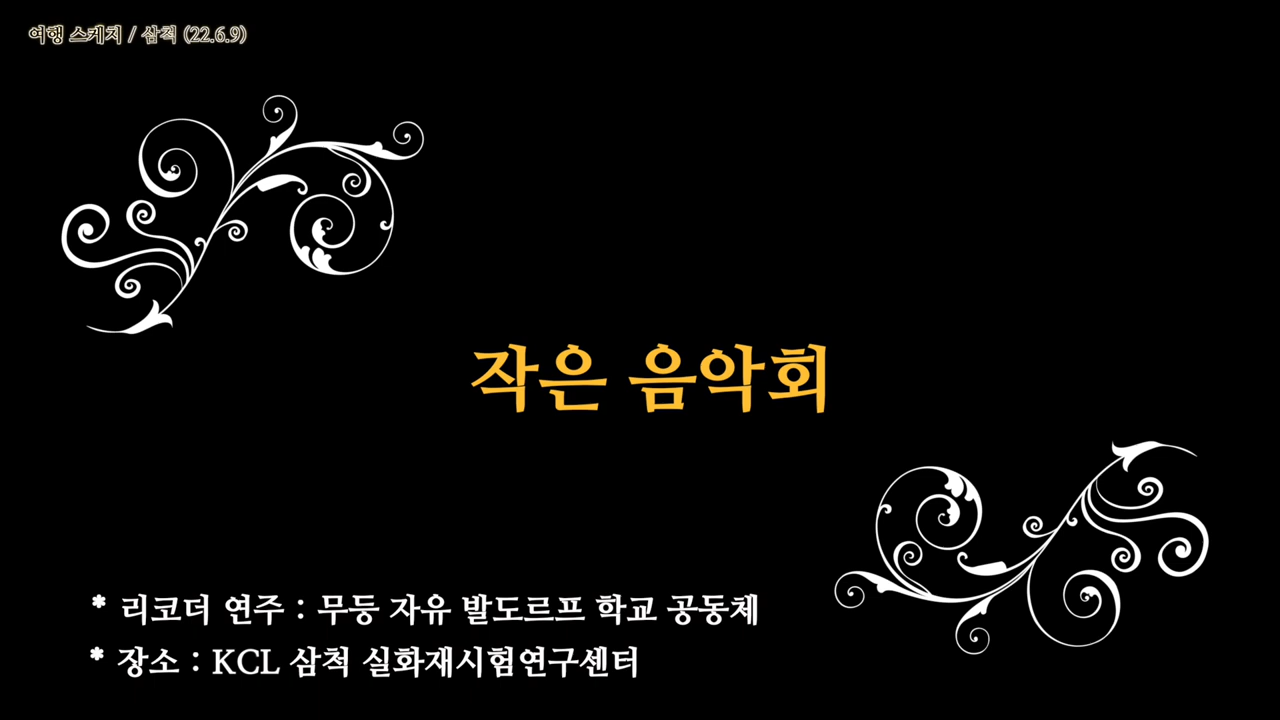 여행 스케치 / 삼척 (22.6.9)
작은 음악회
* 리코더 연주 : 무등 자유 발도르프 학교 공동체
* 장소 : KCL 삼척 실화재시험연구센터